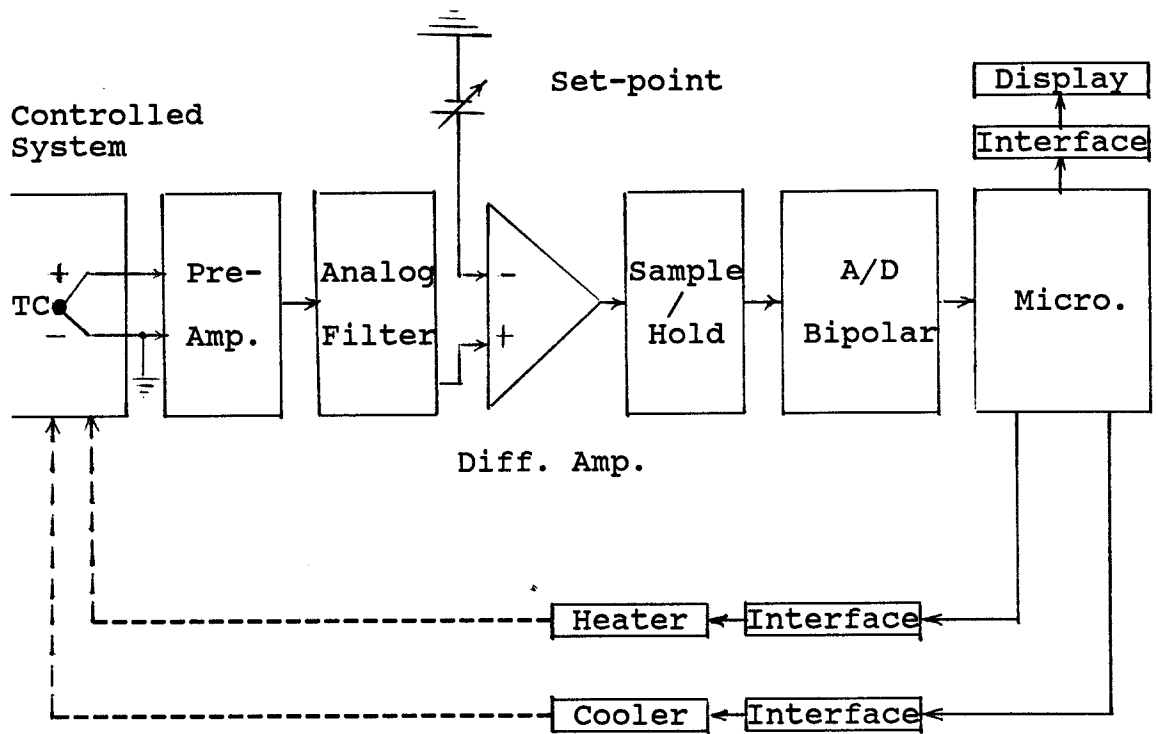 Set-point
Display
Interface
Controlled
System
+
TC
−
Pre-
Amp.
Analog
Filter
−
+
Sample
/
Hold
A/D
Bipolar
Micro.
Diff. Amp.
Heater
Interface
Cooler
Interface